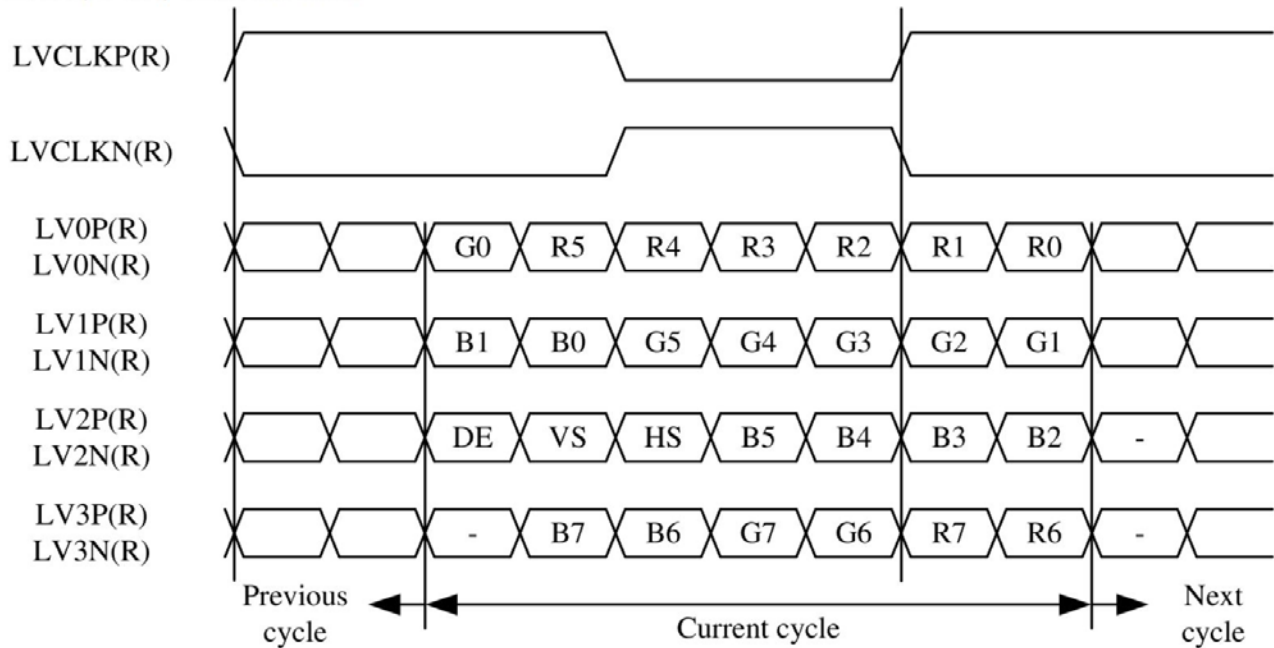 LVCLKP(R)
LVCLKN(R)
LV0P(R)
LV0N(R)
G0 R5 R4 R3 R2 R1 R0
LV1P(R)
LV1N(R)
B1 B0 G5 G4 G3 G2 G1
LV2P(R)
LV2N(R)
DE VS HS B5 B4 B3 B2 -
LV3P(R)
LV3N(R)
- B7 B6 G7 G6 R7 R6 -
Previous
cycle
Current cycle
Next
cycle